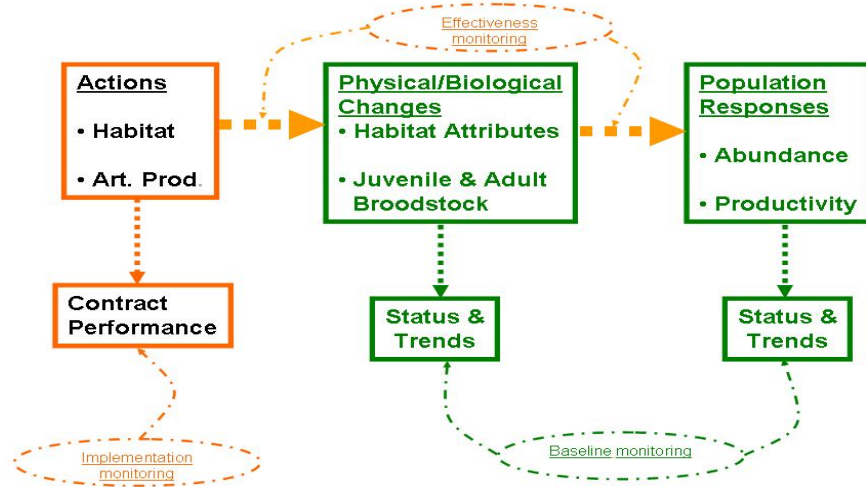 Effectiveness
monitoring
Actions
• Habitat
• Art. Prod.
Physical/Biological
Changes
• Habitat Attributes
• Juvenile & Adult
Broodstock
Population
Responses
• Abundance
• Productivity
Contract
Performance
Status &
Trends
Status &
Trends
Implementation
monitoring
Baseline monitoring